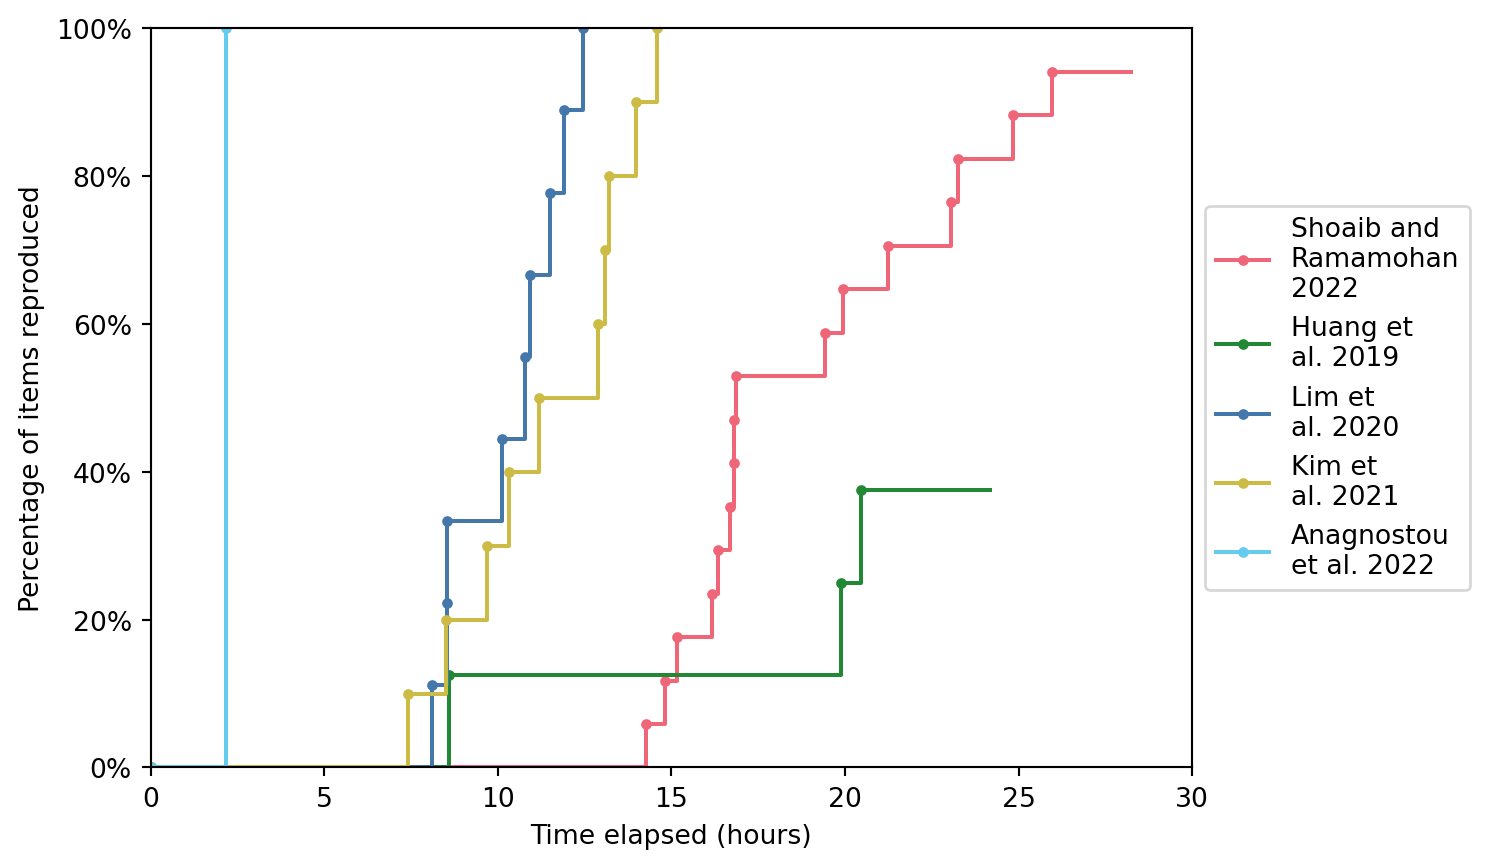 100%
80%
60%
40%
20%
0%
Percentage of items reproduced
0
5
10
15
20
25
30
Time elapsed (hours)
Shoaib and
Ramamohan
2022
Huang et
al. 2019
Lim et
al. 2020
Kim et
al. 2021
Anagnostou
et al. 2022